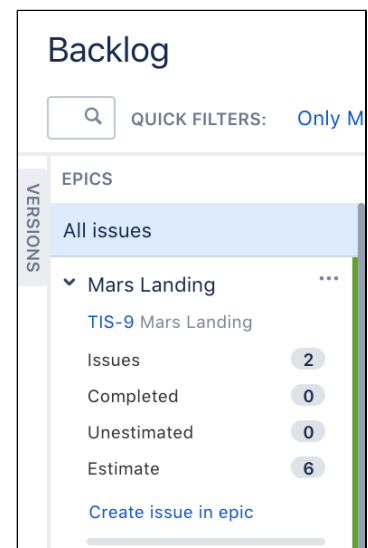 Backlog
QUICK FILTERS: Only M
VERSIONS
EPICS
All issues
Mars Landing
TIS-9 Mars Landing
Issues 2
Completed 0
Unestimated 0
Estimate 6
Create issue in epic